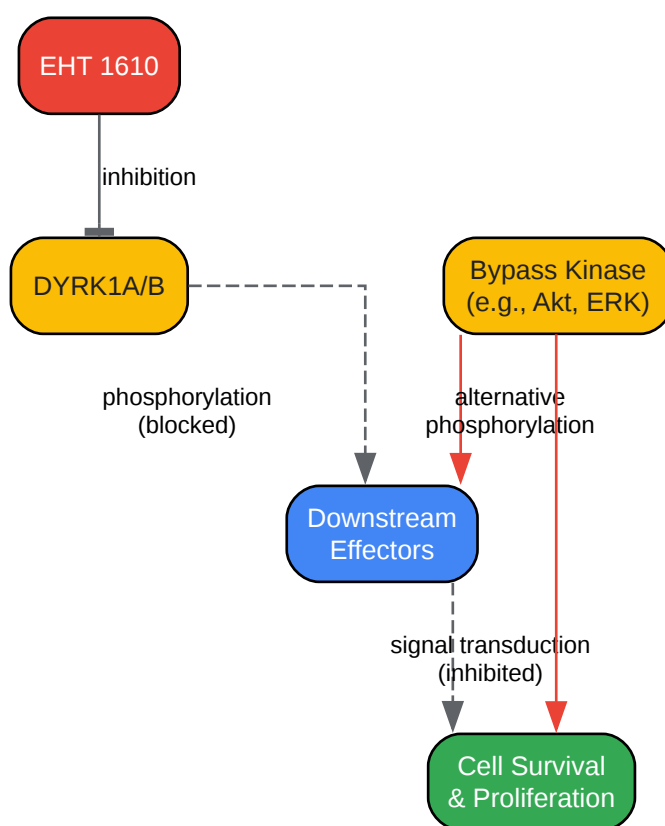 EHT 1610
inhibition
DYRK1A/B
Bypass Kinase
(e.g., Akt, ERK)
phosphorylation
(blocked)
alternative
phosphorylation
Downstream
Effectors
signal transduction
(inhibited)
Cell Survival
& Proliferation